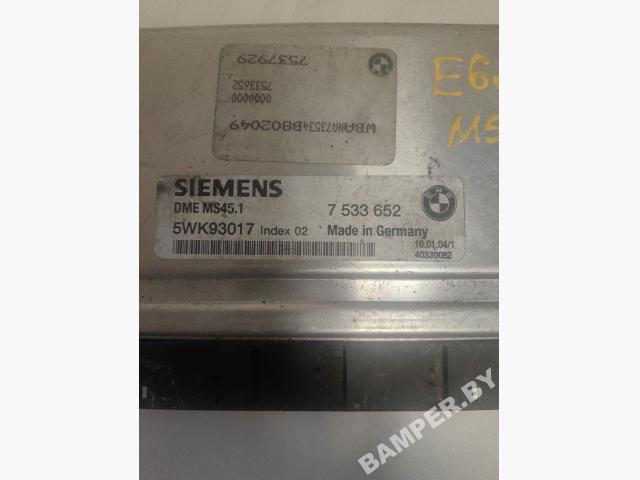 7537929
7533652
0000000
WBANA73534B802049
SIEMENS
DME MS45.1
7 533 652
5WK93017 Index 02
Made in Germany
16.01.04/1
40330082
BAMPER.BY